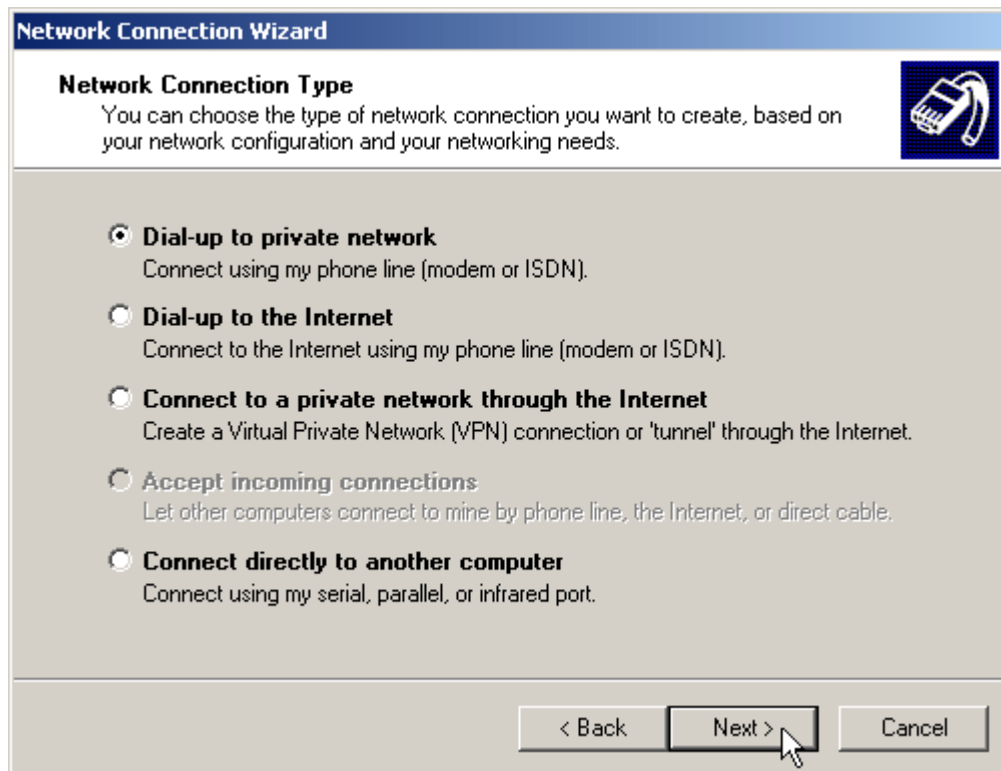 Network Connection Wizard
Network Connection Type
You can choose the type of network connection you want to create, based on
your network configuration and your networking needs.
Dial-up to private network
Connect using my phone line (modem or ISDN).
Dial-up to the Internet
Connect to the Internet using my phone line (modem or ISDN).
Connect to a private network through the Internet
Create a Virtual Private Network (VPN) connection or 'tunnel' through the Internet.
Accept incoming connections
Let other computers connect to mine by phone line, the Internet, or direct cable.
Connect directly to another computer
Connect using my serial, parallel, or infrared port.
< Back Next > Cancel